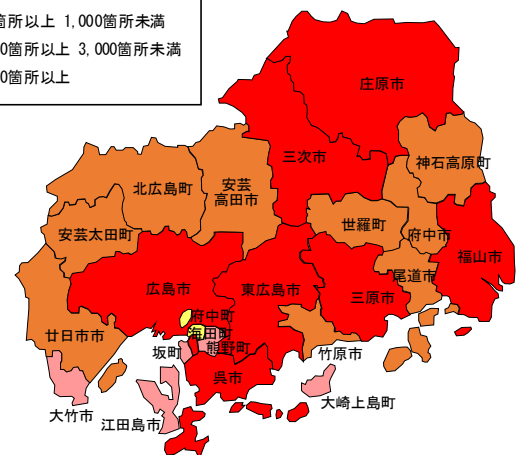 箇所以上 1,000箇所未満
0箇所以上 3,000箇所未満
0箇所以上
庄原市
三次市
神石高原町
北広島町
安芸
高田市
世羅町
府中市
安芸太田町
福山市
尾道市
広島市
東広島市
三原市
府中町
海田町
廿日市市
坂町
熊野町
竹原市
呉市
大竹市
大崎上島町
江田島市